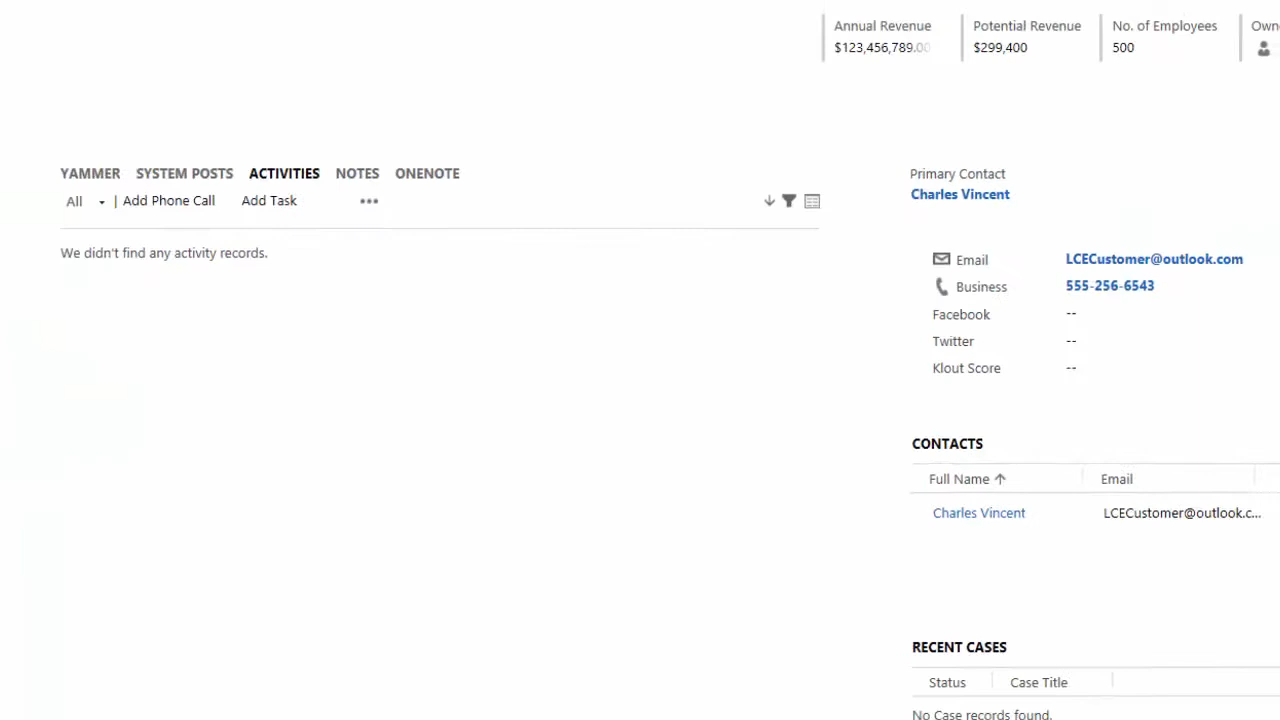 Annual Revenue Potential Revenue No. of Employees
$123,456,789.00 $299,400 500
YAMMER SYSTEM POSTS ACTIVITIES NOTES ONENOTE
All | Add Phone Call Add Task •••
We didn't find any activity records.
Primary Contact
Charles Vincent
Email LCECustomer@outlook.com
Business 555-256-6543
Facebook --
Twitter --
Klout Score --
CONTACTS
Full Name Email
Charles Vincent LCECustomer@outlook.c...
RECENT CASES
Status Case Title
No Case records found.